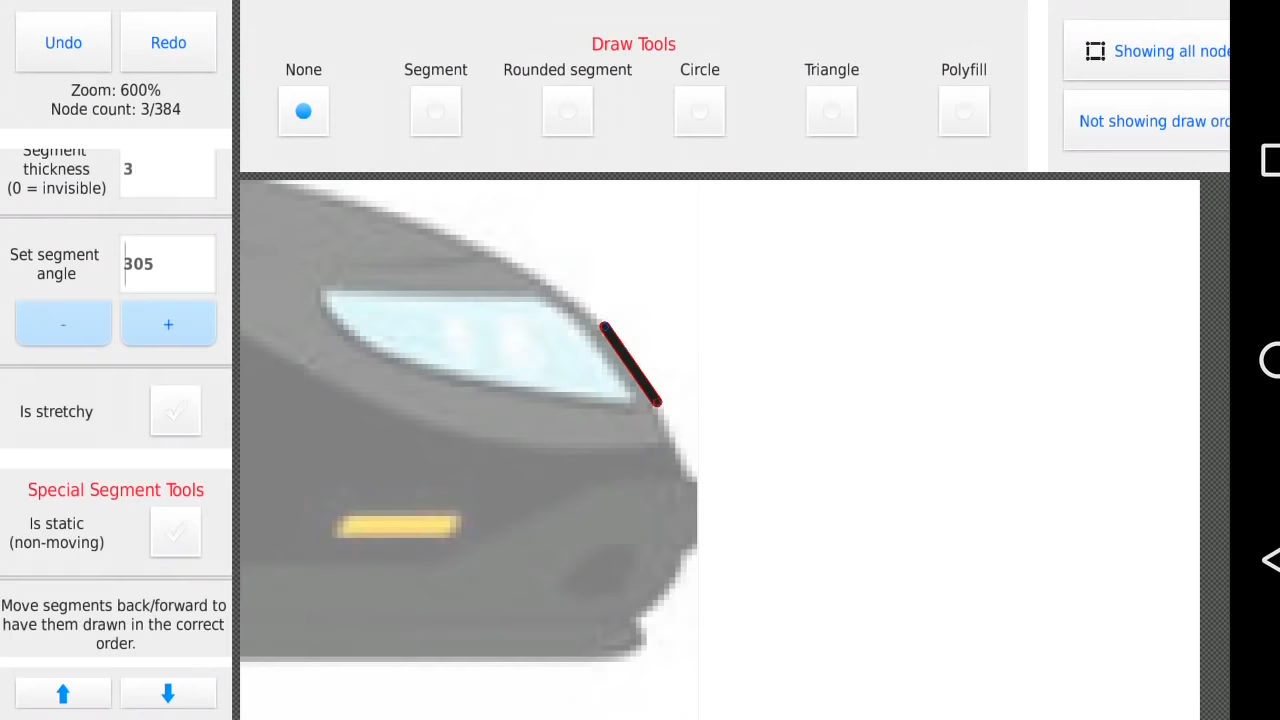 Undo
Redo
Zoom: 600%
Node count: 3/384
Segment
thickness
(0 = invisible)
3
Set segment
angle
305
-
+
Is stretchy
Special Segment Tools
Is static
(non-moving)
Move segments back/forward to
have them drawn in the correct
order.
Draw Tools
None
Segment
Rounded segment
Circle
Triangle
Polyfill
Showing all node
Not showing draw ord